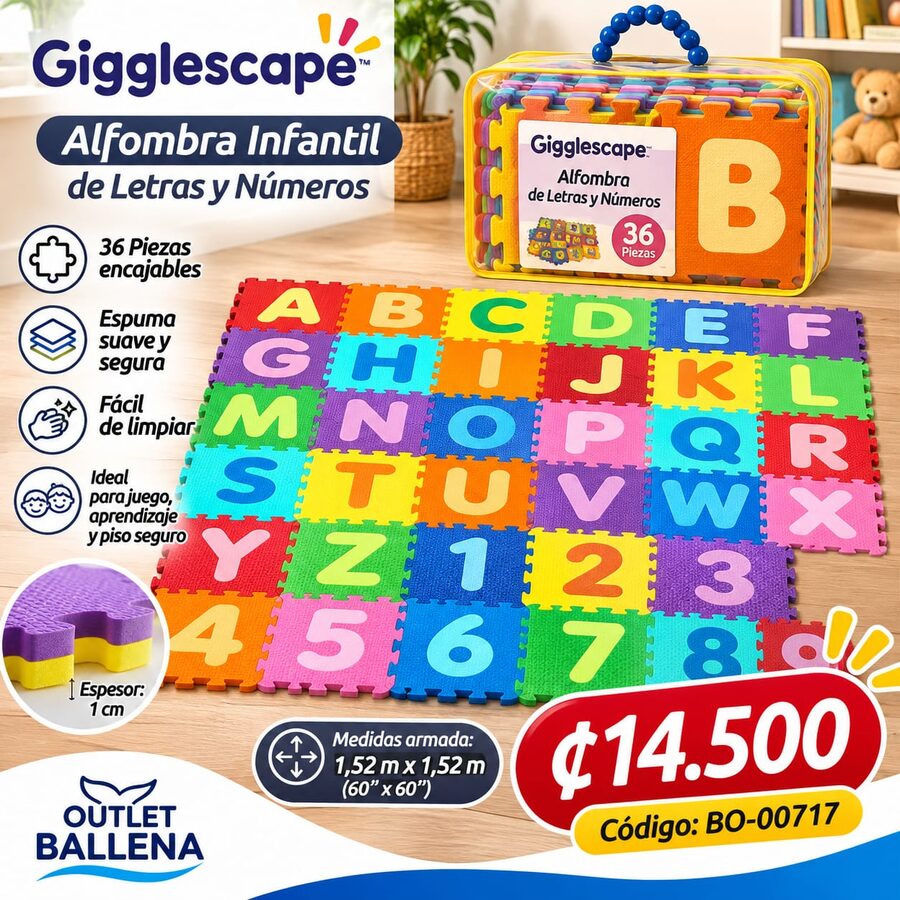 Gigglescape™
Alfombra Infantil
de Letras y Números
36 Piezas
encajables
Espuma
suave y
segura
Fácil
de limpiar
Ideal
para juego,
aprendizaje
y piso seguro
Espesor:
1 cm
Gigglescape™
Alfombra
de Letras y Números
36
Piezas
B
A B C D E F
G H I J K L
M N O P Q R
S T U V W X
Y Z 1 2 3
4 5 6 7 8 9
Medidas armada:
1,52 m x 1,52 m
(60” x 60”)
₡14.500
Código: BO-00717
OUTLET
BALLENA